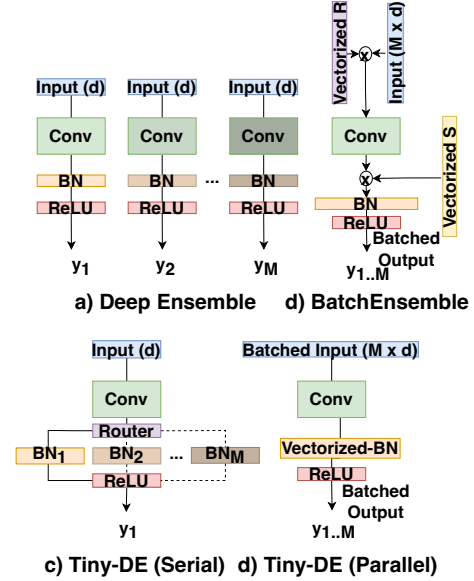 Vectorized R
Input (M x d)
Input (d)
Input (d)
Input (d)
Conv
Conv
Conv
Conv
x
x
Vectorized S
BN
BN
...
BN
BN
ReLU
ReLU
ReLU
ReLU
Batched
Output
y1
y2
yM
y1..M
a) Deep Ensemble
d) BatchEnsemble
Input (d)
Batched Input (M x d)
Conv
Conv
Router
BN1
BN2
...
BNM
Vectorized-BN
ReLU
ReLU
Batched
Output
y1
y1..M
c) Tiny-DE (Serial)
d) Tiny-DE (Parallel)